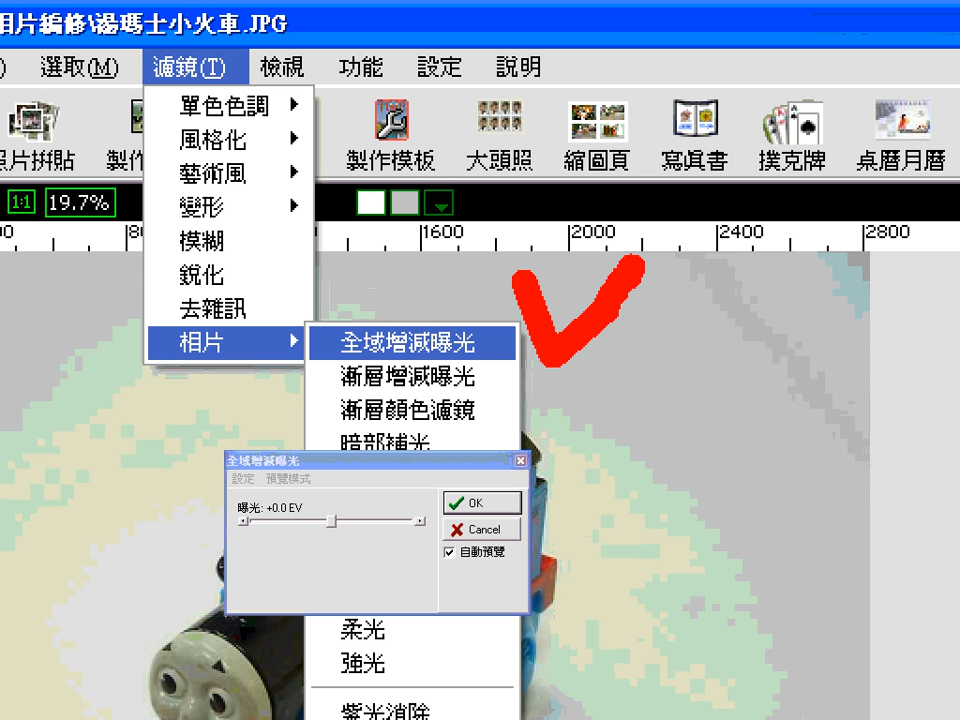 相片編修\湯瑪士小火車.JPG
) 選取(M) 濾鏡(T) 檢視 功能 設定 說明
照片拼貼 製作 製作模板 大頭照 縮圖頁 寫真書 撲克牌 桌曆月曆
1:1 19.7%
1600 2000 2400 2800
單色色調
風格化
藝術風
變形
模糊
銳化
去雜訊
相片
全域增減曝光
漸層增減曝光
漸層顏色濾鏡
暗部補光
全域增減曝光
設定 預覽模式
曝光: +0.0 EV
OK
Cancel
自動預覽
柔光
強光
紫光消除